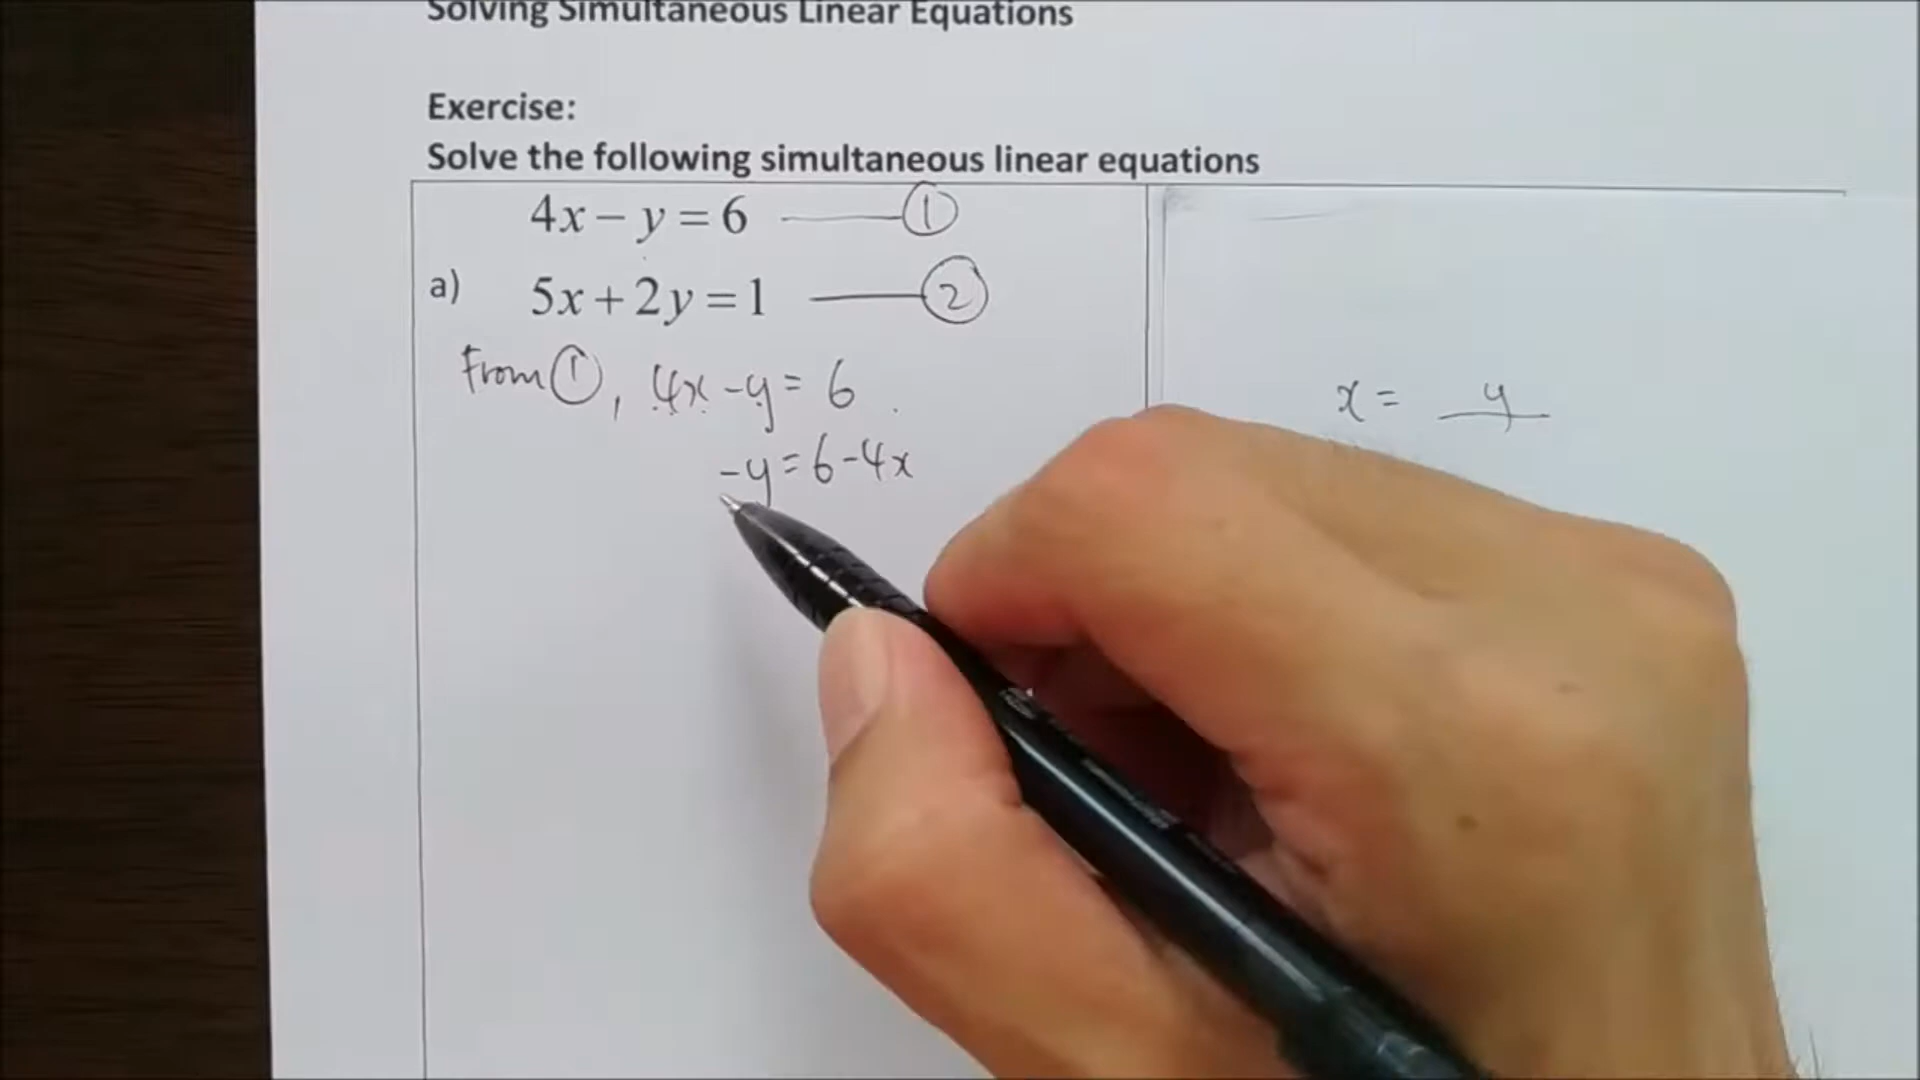 Solving Simultaneous Linear Equations
Exercise:
Solve the following simultaneous linear equations
4x − y = 6 ——— ①
a) 5x + 2y = 1 ——— ②
From ①, 4x - y = 6
-y = 6 - 4x
x = y